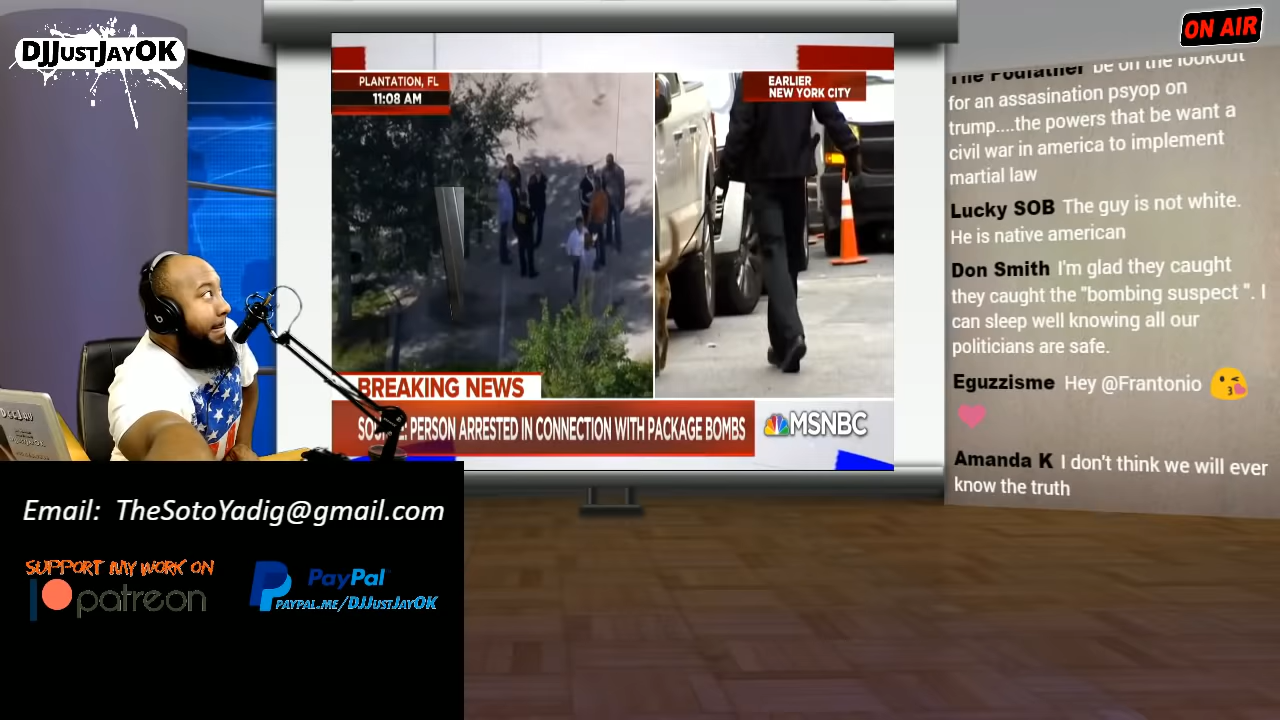 DJJustJayOK
ON AIR
PLANTATION, FL
11:08 AM
EARLIER
NEW YORK CITY
BREAKING NEWS
PERSON ARRESTED IN CONNECTION WITH PACKAGE BOMBS
MSNBC
The Podfather be on the lookout
for an assasination psyop on
trump....the powers that be want a
civil war in america to implement
martial law
Lucky SOB The guy is not white.
He is native american
Don Smith I'm glad they caught
they caught the "bombing suspect ". I
can sleep well knowing all our
politicians are safe.
Eguzzisme Hey @Frantonio
Amanda K I don't think we will ever
know the truth
Email: TheSotoYadig@gmail.com
SUPPORT MY WORK ON
patreon
PayPal
PAYPAL.ME/DJJUSTJAYOK